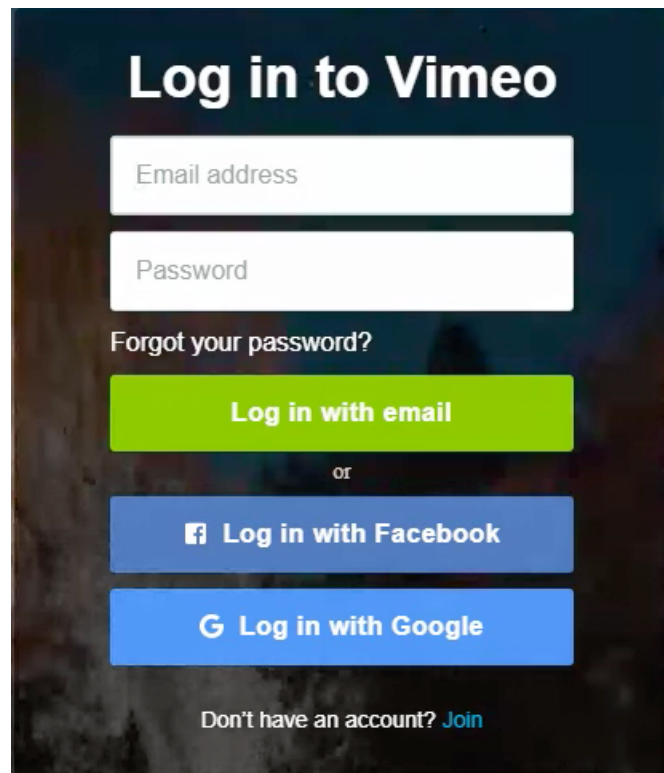 Log in to Vimeo
Email address
Password
Forgot your password?
Log in with email
or
Log in with Facebook
Log in with Google
Don't have an account? Join